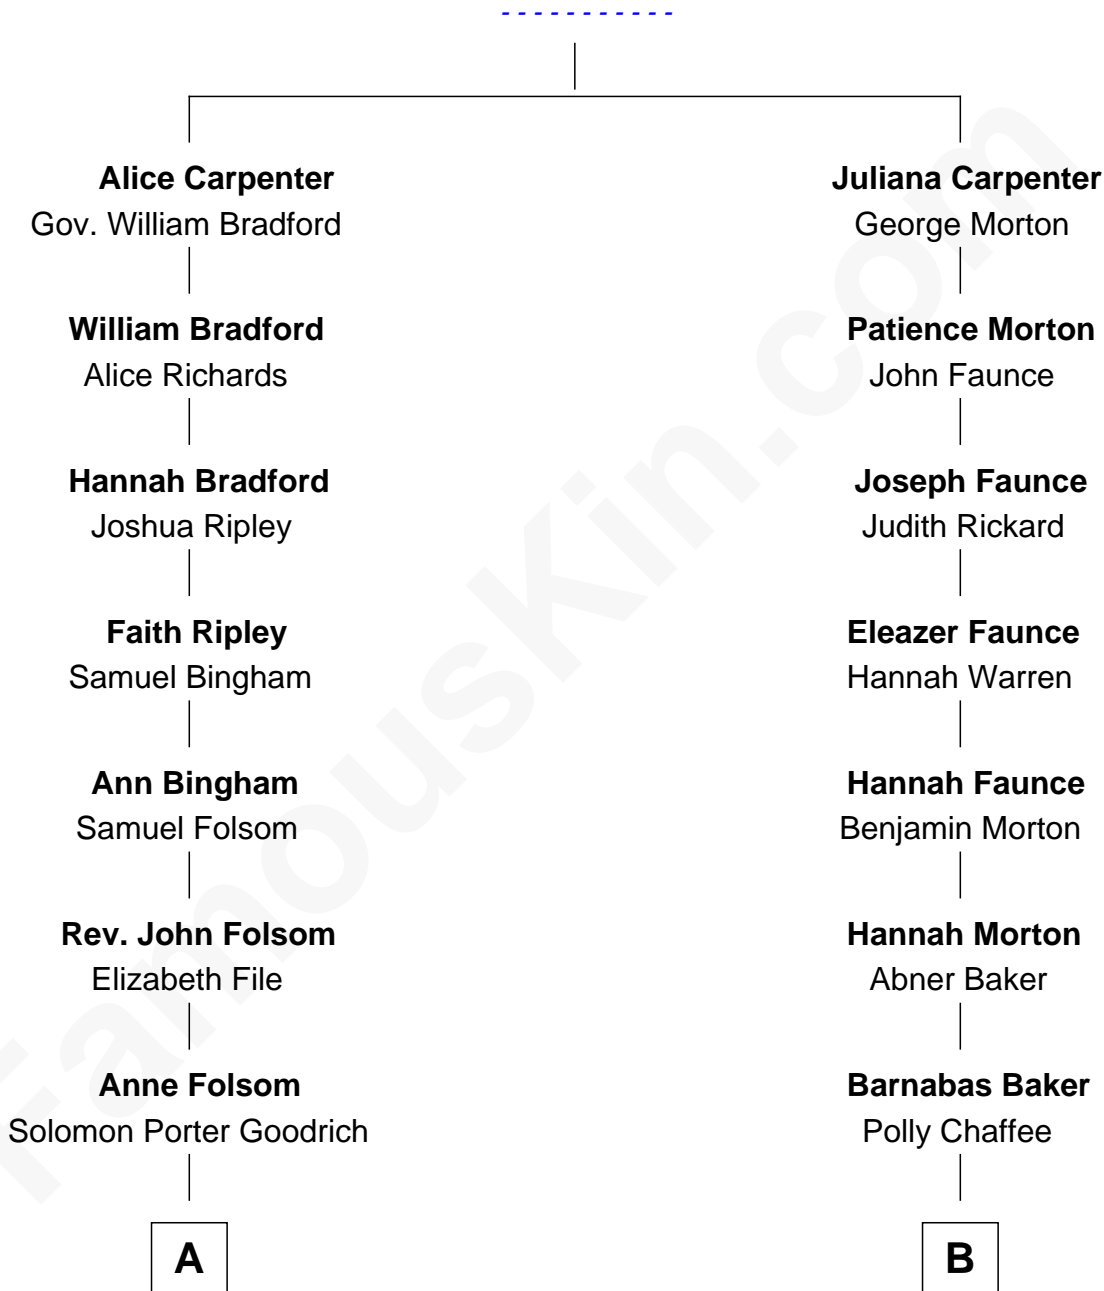 - - - - - - - - - - -
Alice Carpenter
Gov. William Bradford
Juliana Carpenter
George Morton
William Bradford
Alice Richards
Patience Morton
John Faunce
Hannah Bradford
Joshua Ripley
Joseph Faunce
Judith Rickard
Faith Ripley
Samuel Bingham
Eleazer Faunce
Hannah Warren
Ann Bingham
Samuel Folsom
Hannah Faunce
Benjamin Morton
Rev. John Folsom
Elizabeth File
Hannah Morton
Abner Baker
Anne Folsom
Solomon Porter Goodrich
Barnabas Baker
Polly Chaffee
A
B
FamousKin.com